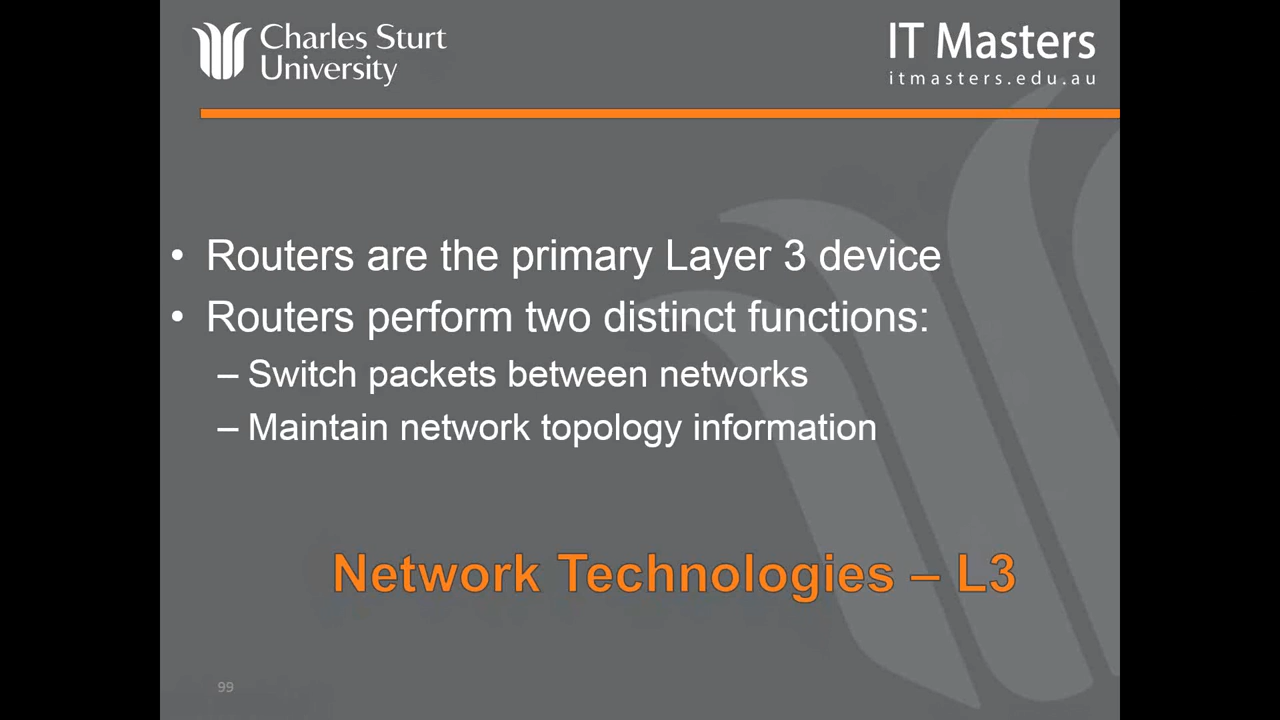 Charles Sturt
University
IT Masters
itmasters.edu.au
• Routers are the primary Layer 3 device
• Routers perform two distinct functions:
– Switch packets between networks
– Maintain network topology information
Network Technologies – L3
99